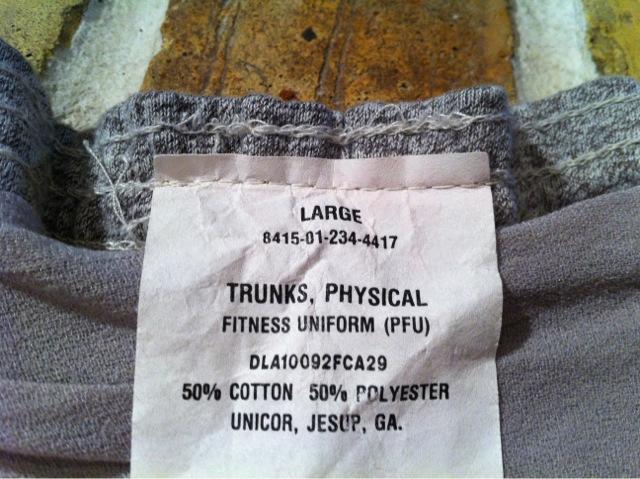 LARGE
8415-01-234-4417
TRUNKS, PHYSICAL
FITNESS UNIFORM (PFU)
DLA10092FCA29
50% COTTON 50% POLYESTER
UNICOR, JESUP, GA.